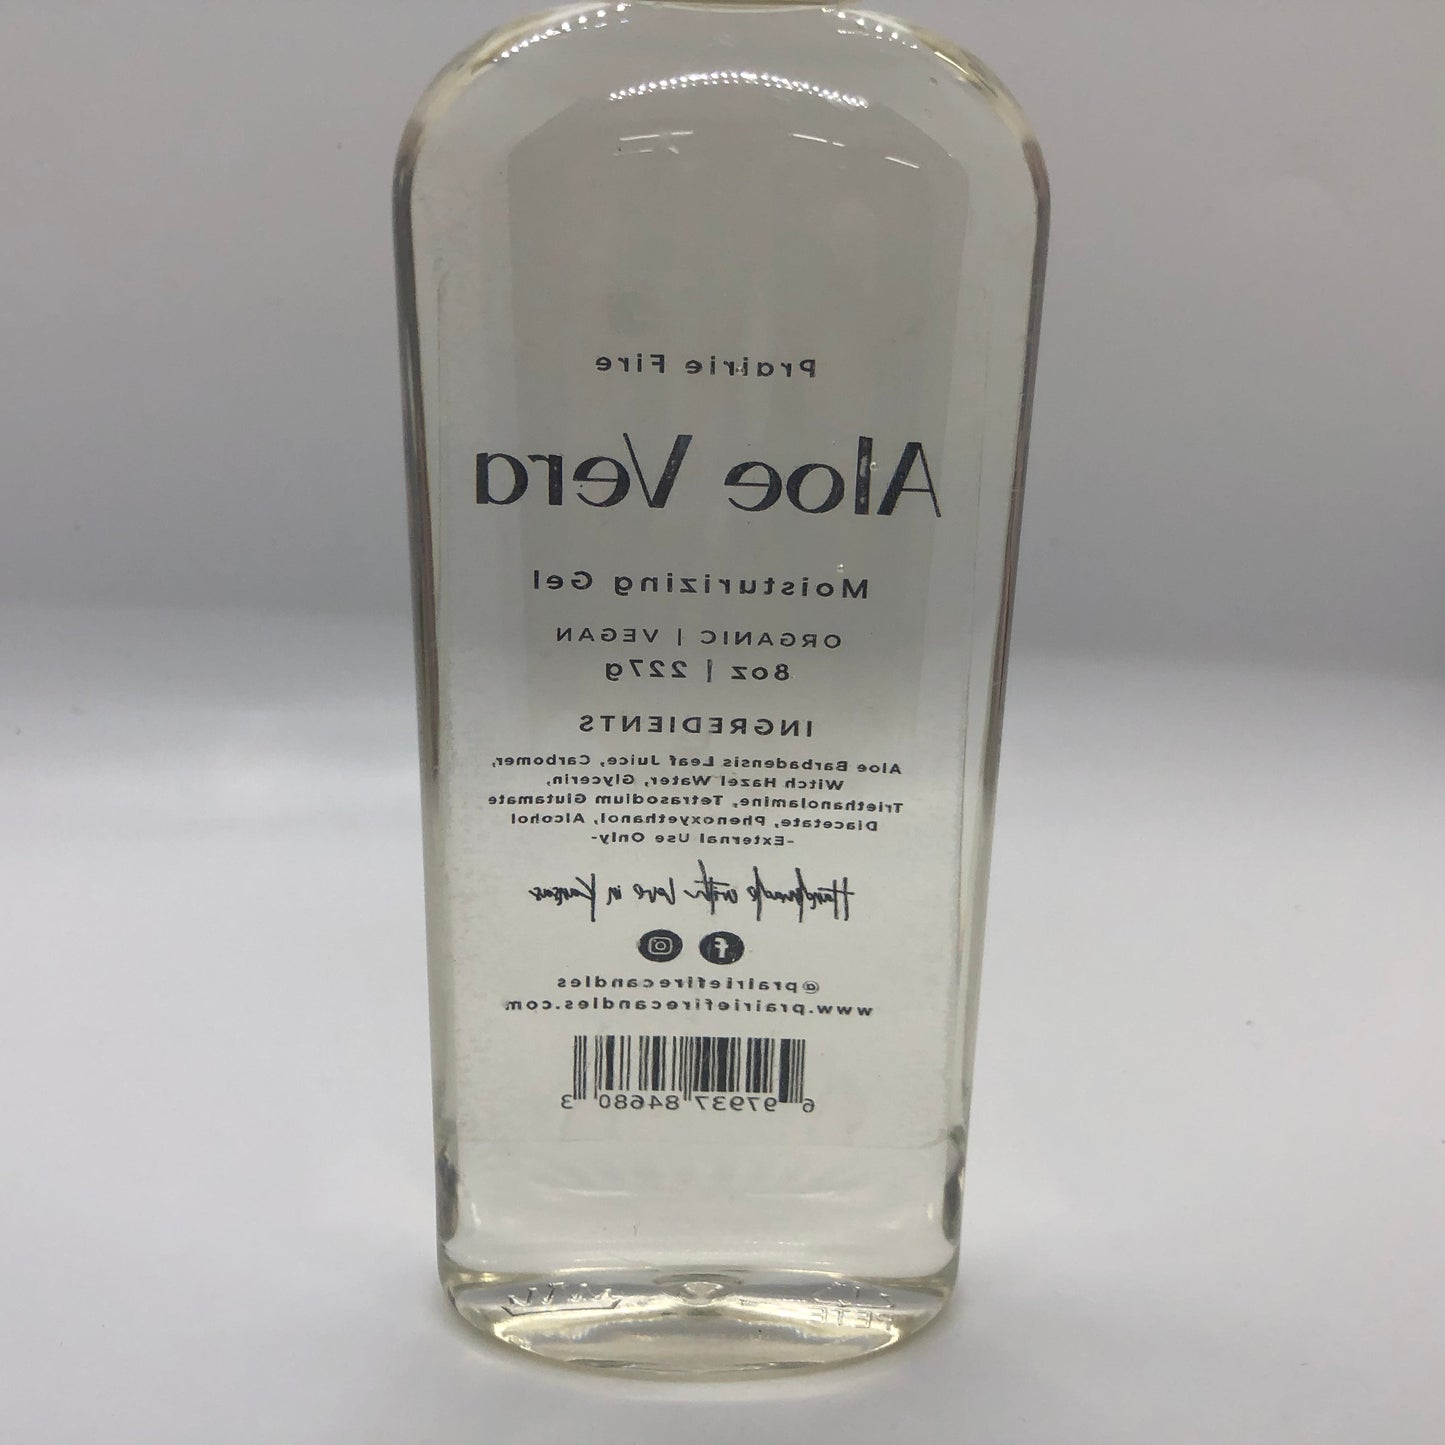 Prairie Fire
Aloe Vera
Moisturizing Gel
ORGANIC | VEGAN
8oz | 227g
INGREDIENTS
Aloe Barbadensis Leaf Juice, Carbomer,
Witch Hazel Water, Glycerin,
Triethanolamine, Tetrasodium Glutamate
Diacetate, Phenoxyethanol, Alcohol
-External Use Only-
Handmade with Love in Kansas
@prairiefirecandles
www.prairiefirecandles.com
6 97937 84680 3
PETE